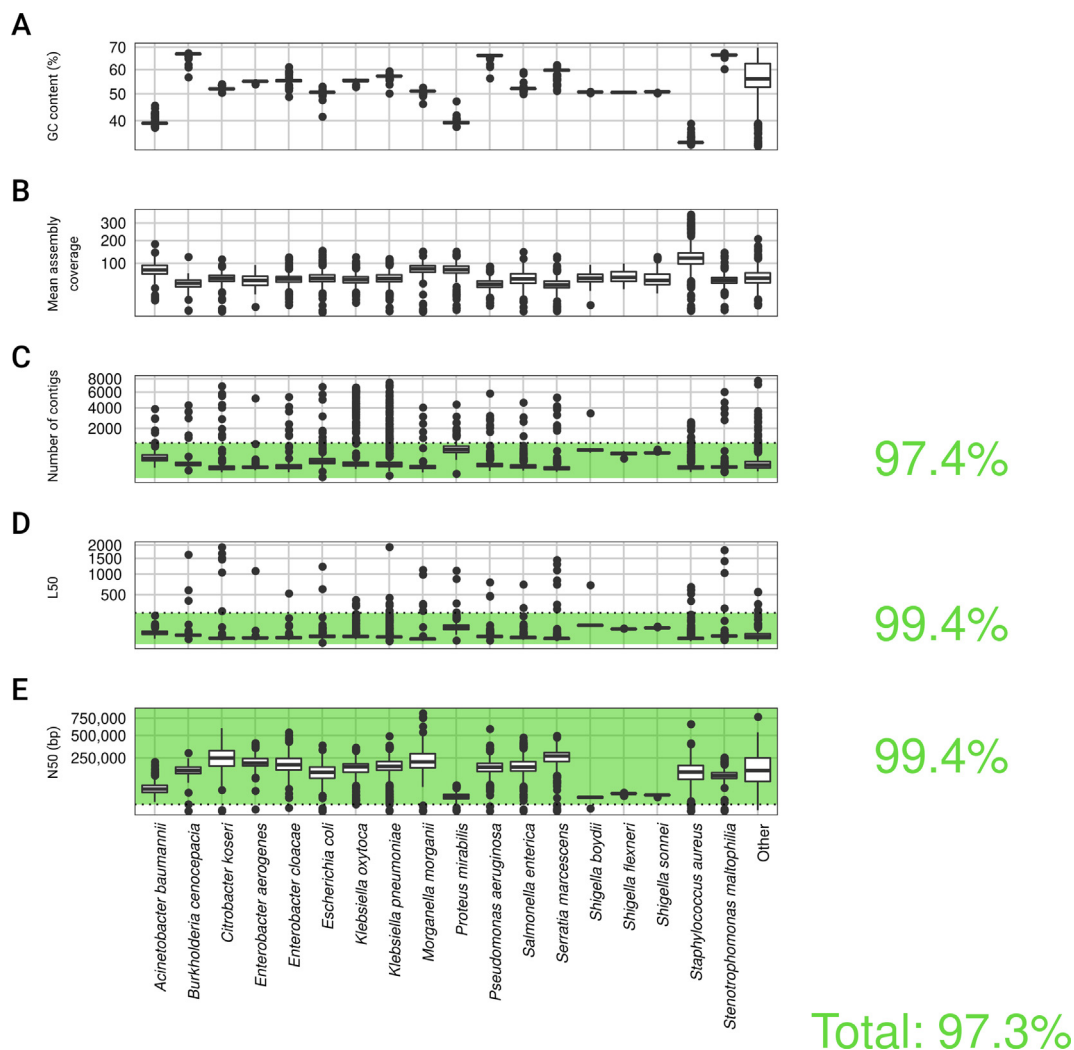 A
GC content (%)
70
60
50
40
B
Mean assembly
coverage
300
200
100
C
Number of contigs
8000
6000
4000
2000
97.4%
D
L50
2000
1500
1000
500
99.4%
E
N50 (bp)
750,000
500,000
250,000
99.4%
Acinetobacter baumannii
Burkholderia cenocepacia
Citrobacter koseri
Enterobacter aerogenes
Enterobacter cloacae
Escherichia coli
Klebsiella oxytoca
Klebsiella pneumoniae
Morganella morganii
Proteus mirabilis
Pseudomonas aeruginosa
Salmonella enterica
Serratia marcescens
Shigella boydii
Shigella flexneri
Shigella sonnei
Staphylococcus aureus
Stenotrophomonas maltophilia
Other
Total: 97.3%